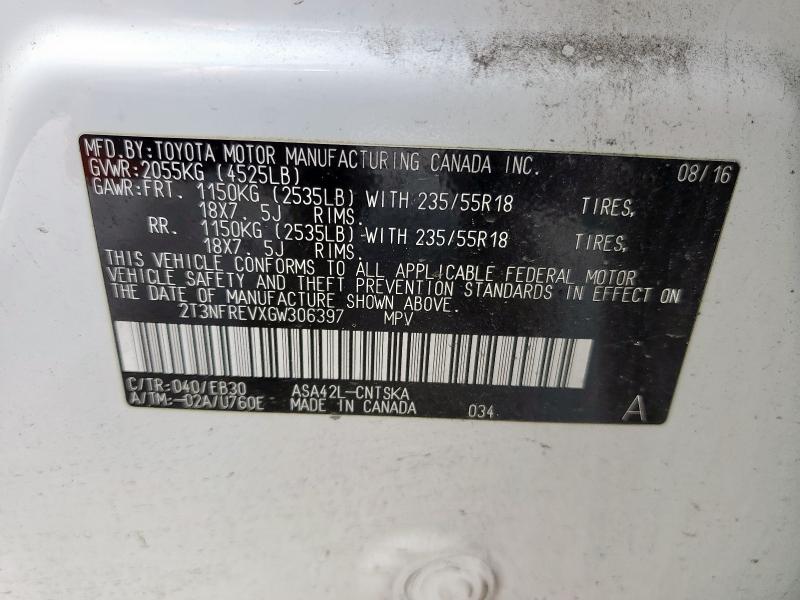 MFD.BY:TOYOTA MOTOR MANUFACTURING CANADA INC. 08/16
GVWR:2055KG (4525LB)
GAWR:FRT. 1150KG (2535LB) WITH 235/55R18 TIRES,
18X7. 5J RIMS.
RR. 1150KG (2535LB) WITH 235/55R18 TIRES,
18X7. 5J RIMS.
THIS VEHICLE CONFORMS TO ALL APPLICABLE FEDERAL MOTOR
VEHICLE SAFETY AND THEFT PREVENTION STANDARDS IN EFFECT ON
THE DATE OF MANUFACTURE SHOWN ABOVE.
2T3NFREVXGW306397 MPV
C/TR:040/EB30 ASA42L-CNTSKA
A/TM:-02A/U760E MADE IN CANADA 034 A